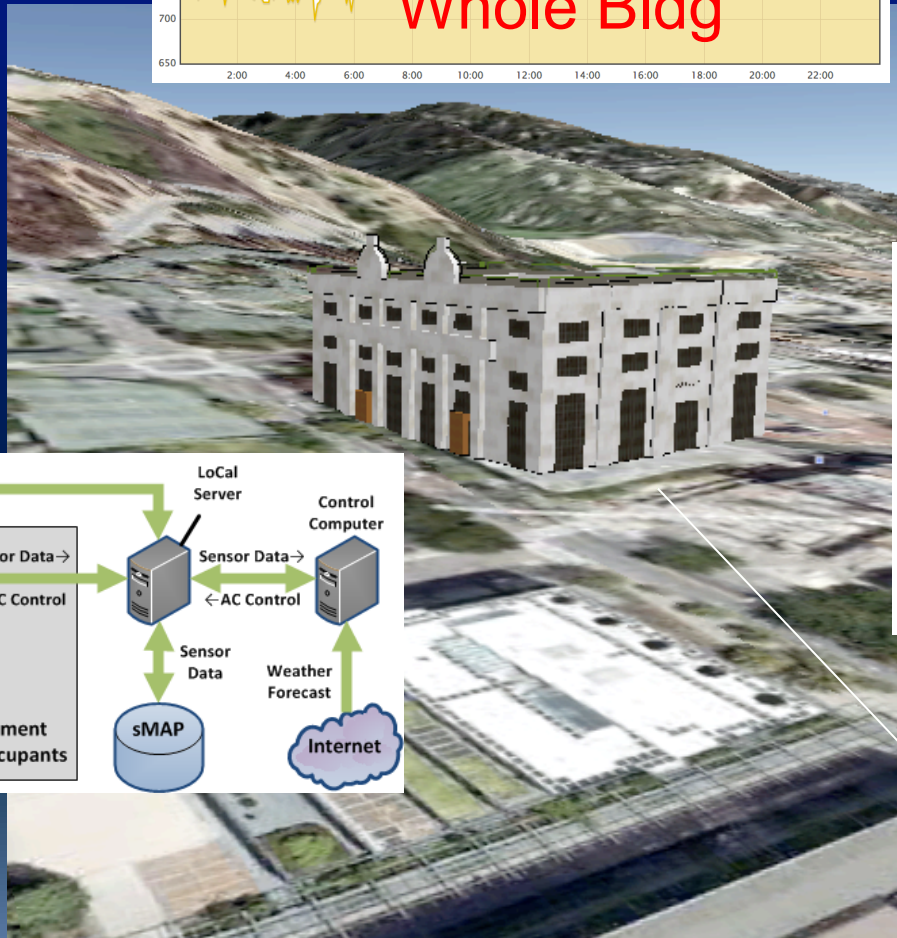 Whole Bldg
700
650
2:00 4:00 6:00 8:00 10:00 12:00 14:00 16:00 18:00 20:00 22:00
LoCal
Server
Control
Computer
or Data→
C Control
Sensor Data→
←AC Control
Sensor
Data
Weather
Forecast
ment
cupants
sMAP
Internet